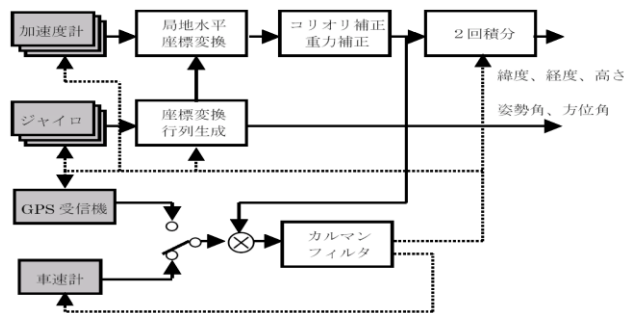 加速度計
局地水平
座標変換
コリオリ補正
重力補正
2回積分
緯度、経度、高さ
ジャイロ
座標変換
行列生成
姿勢角、方位角
GPS 受信機
カルマン
フィルタ
車速計